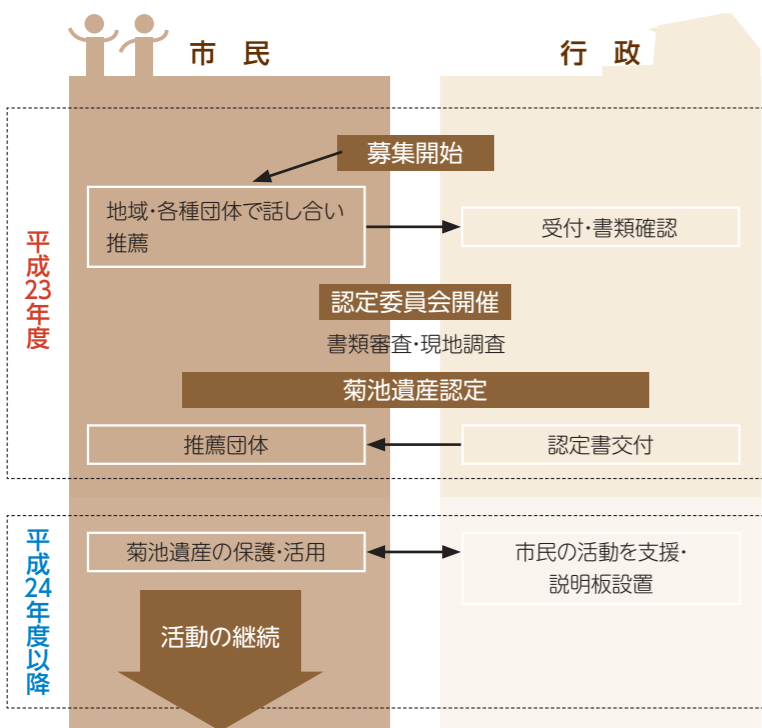 市 民
行 政
平成23年度
募集開始
地域・各種団体で話し合い
推薦
受付・書類確認
認定委員会開催
書類審査・現地調査
菊池遺産認定
推薦団体
認定書交付
平成24年度以降
菊池遺産の保護・活用
市民の活動を支援・
説明板設置
活動の継続